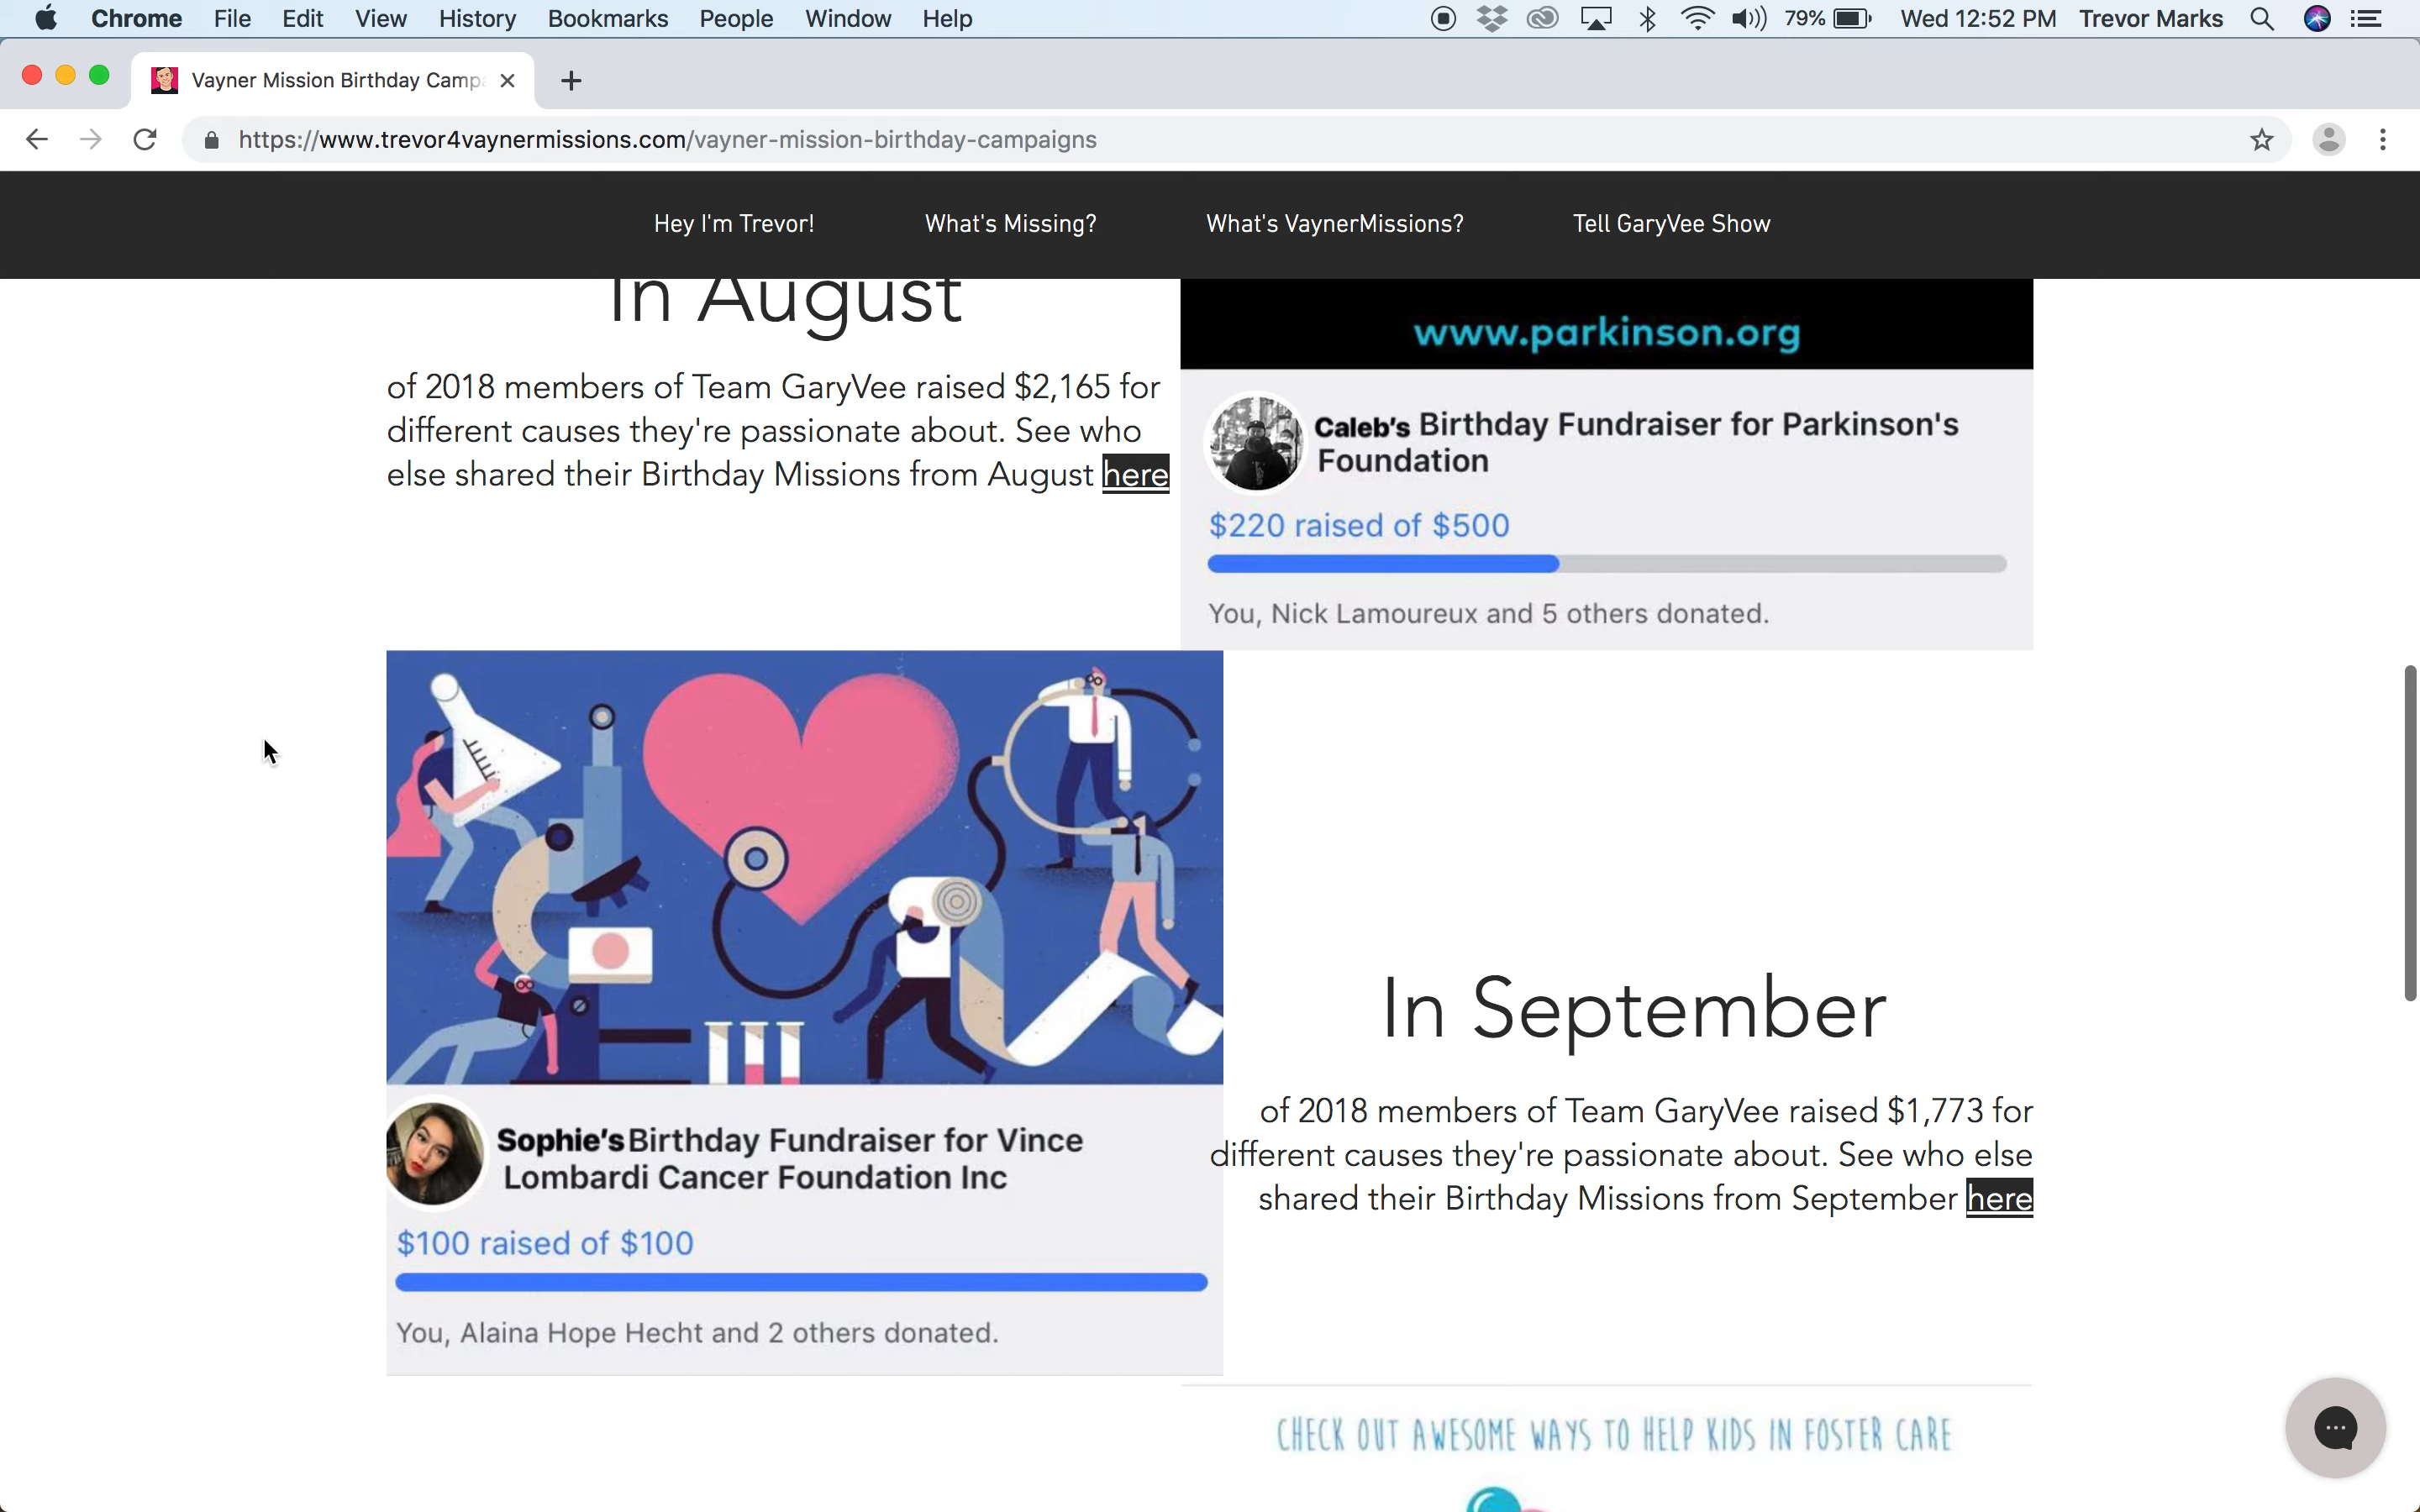 Chrome File Edit View History Bookmarks People Window Help 79% Wed 12:52 PM Trevor Marks
Vayner Mission Birthday Camp
https://www.trevor4vaynermissions.com/vayner-mission-birthday-campaigns
Hey I'm Trevor! What's Missing? What's VaynerMissions? Tell GaryVee Show
In August
of 2018 members of Team GaryVee raised $2,165 for
different causes they're passionate about. See who
else shared their Birthday Missions from August here
www.parkinson.org
Caleb's Birthday Fundraiser for Parkinson's
Foundation
$220 raised of $500
You, Nick Lamoureux and 5 others donated.
Sophie's Birthday Fundraiser for Vince
Lombardi Cancer Foundation Inc
$100 raised of $100
You, Alaina Hope Hecht and 2 others donated.
In September
of 2018 members of Team GaryVee raised $1,773 for
different causes they're passionate about. See who else
shared their Birthday Missions from September here
CHECK OUT AWESOME WAYS TO HELP KIDS IN FOSTER CARE